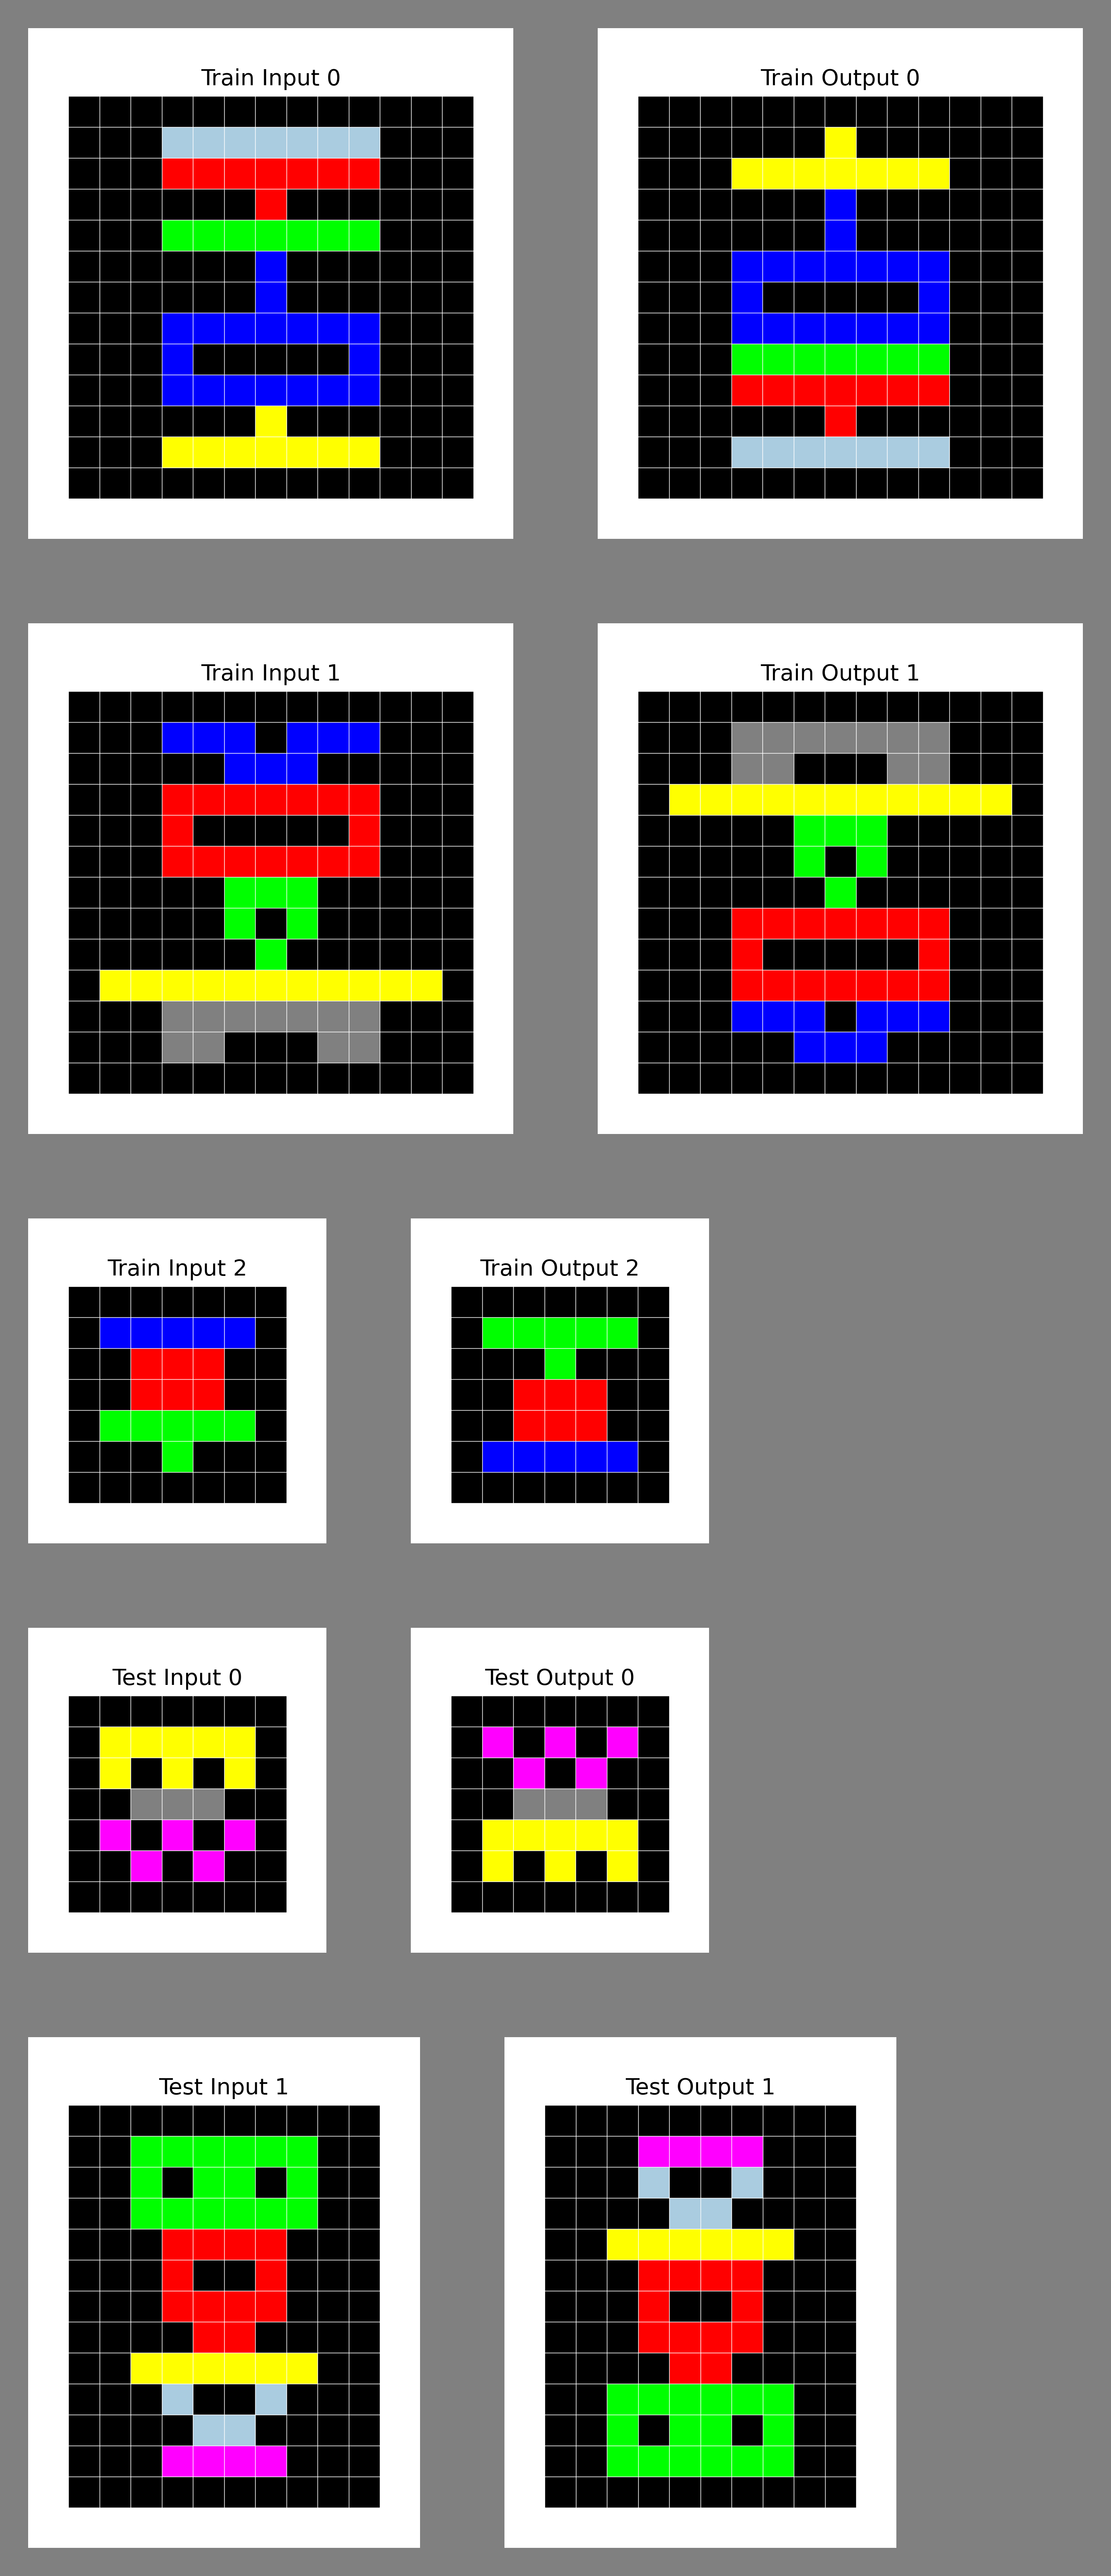 Train Input 0
Train Output 0
Train Input 1
Train Output 1
Train Input 2
Train Output 2
Test Input 0
Test Output 0
Test Input 1
Test Output 1